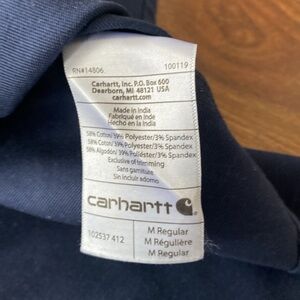 RN#14806 100119
Carhartt, Inc. P.O. Box 600
Dearborn, MI 48121 USA
carhartt.com
Made in India
Fabriqué en Inde
Hecho en la India
58% Cotton/39% Polyester/3% Spandex
58% Coton/39% Polyester/3% Spandex
58% Algodon/39% Poliéster/3% Spandex
Exclusive of trimming
Sans garniture
Sin incluir adorno
carhartt
102537 412
M Regular
M Régulière
M Regular